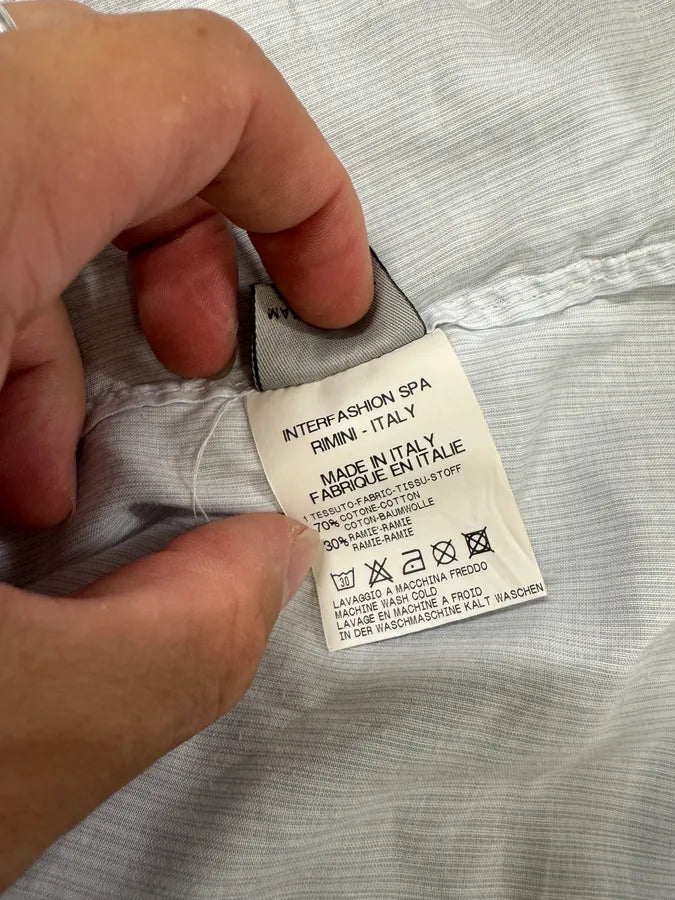 INTERFASHION SPA
RIMINI - ITALY
MADE IN ITALY
FABRIQUE EN ITALIE
1 TESSUTO-FABRIC-TISSU-STOFF
70% COTONE-COTTON
COTON-BAUMWOLLE
30% RAMIE'-RAMIE
RAMIE-RAMIE
30
LAVAGGIO A MACCHINA FREDDO
MACHINE WASH COLD
LAVAGE EN MACHINE A FROID
IN DER WASCHMASCHINE KALT WASCHEN